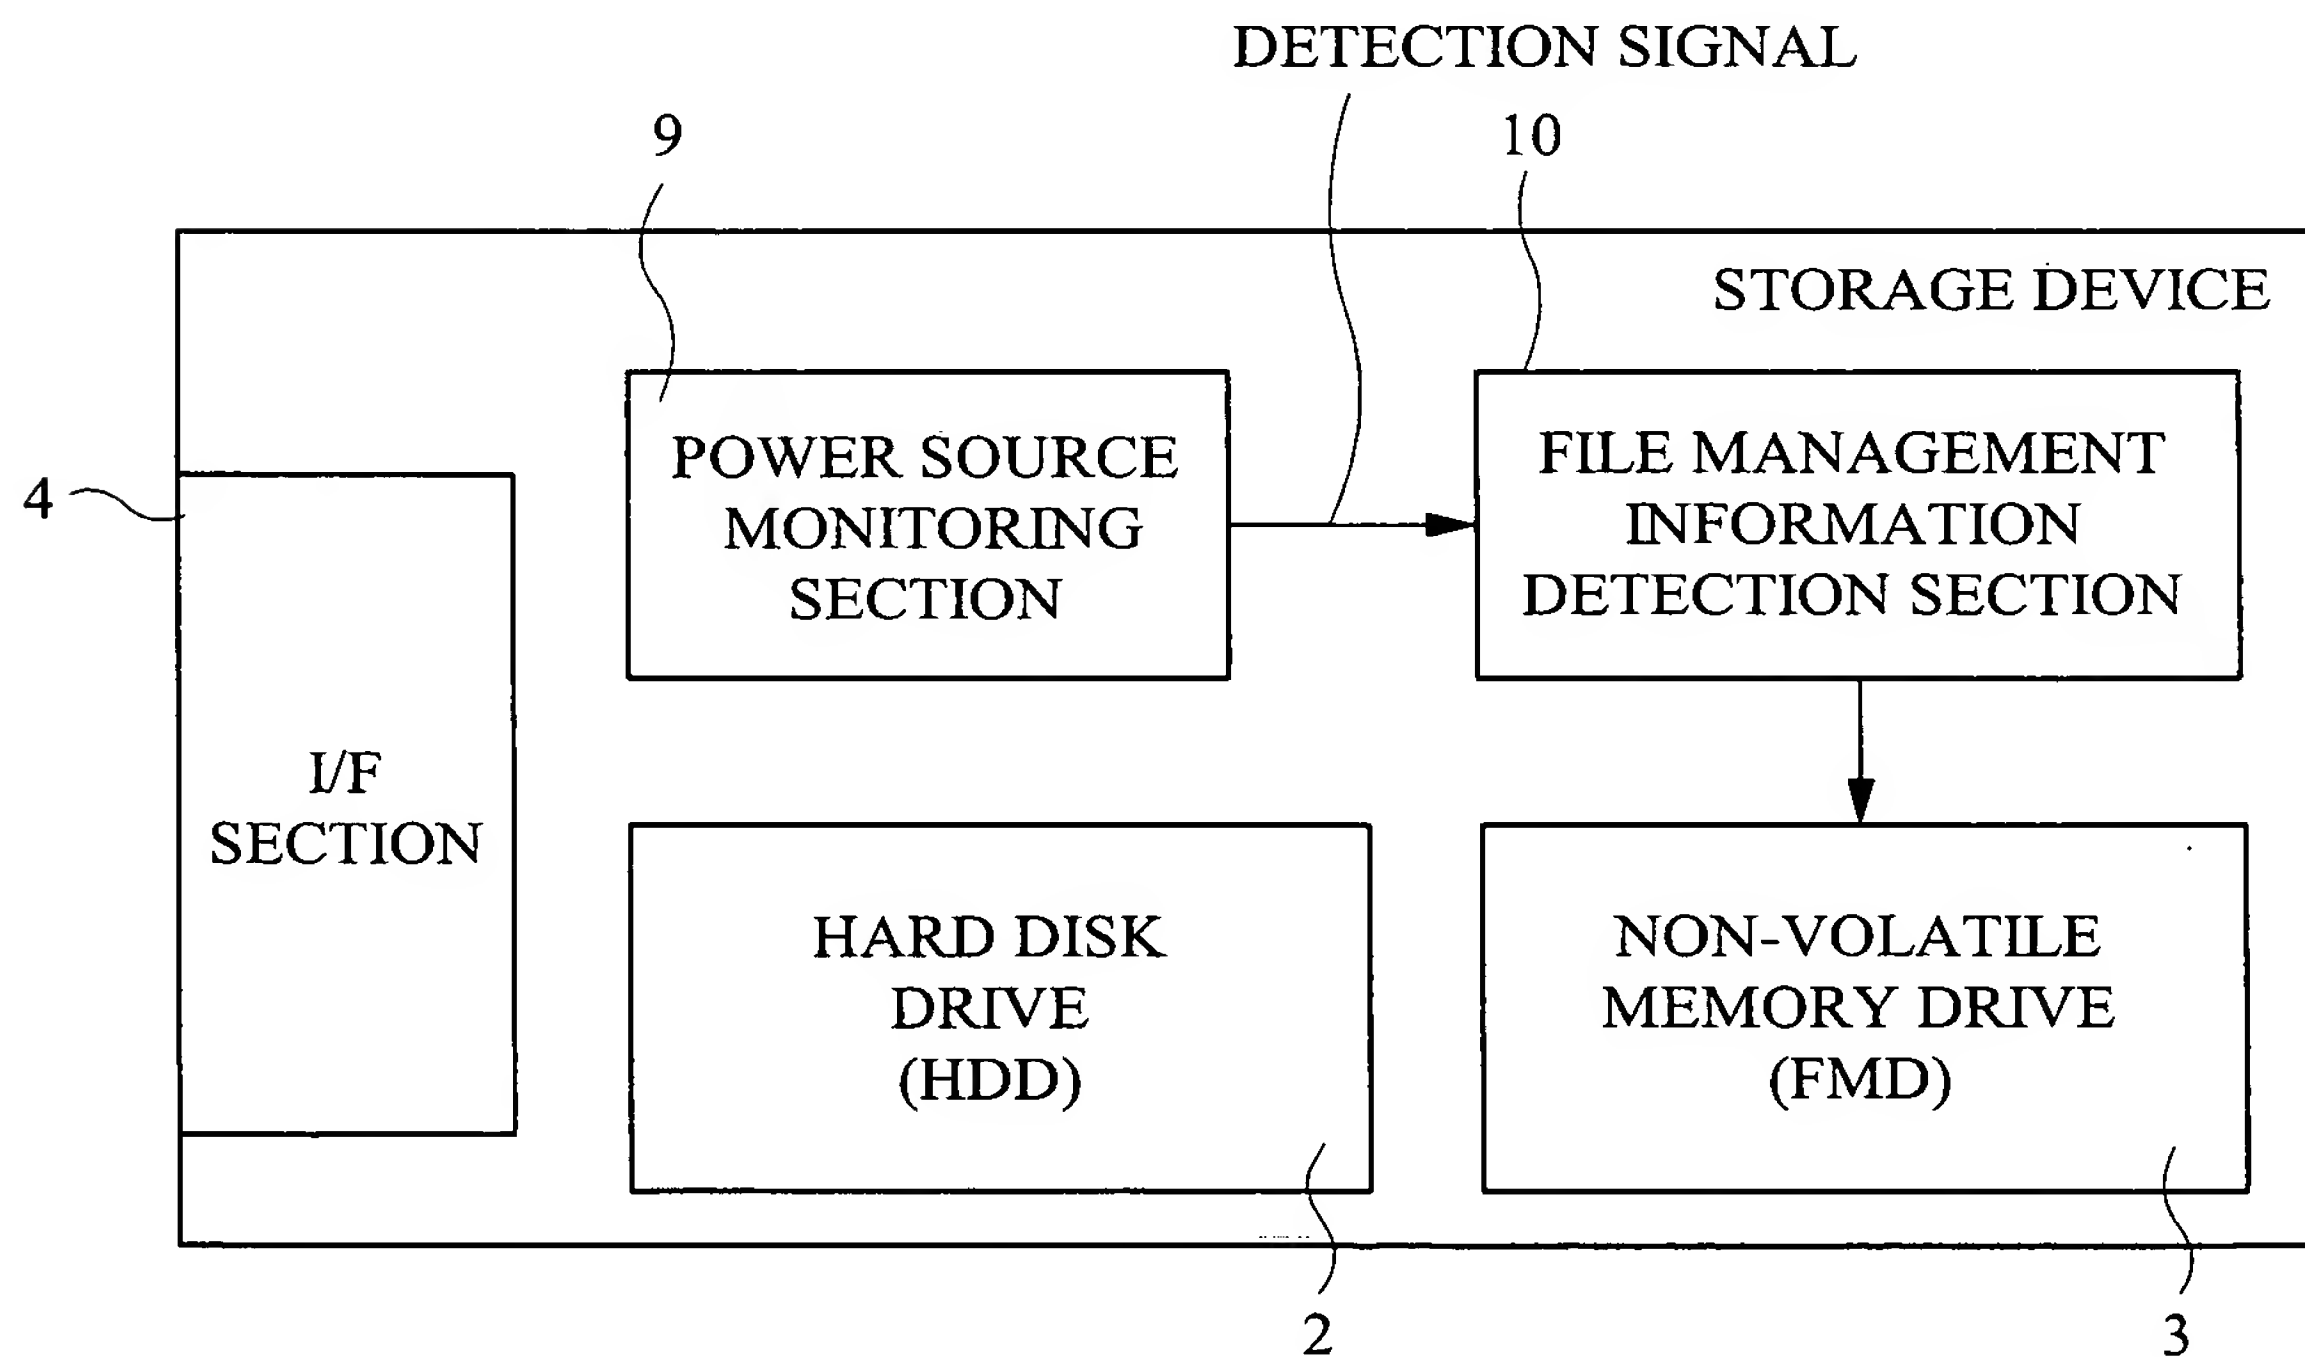 DETECTION SIGNAL
9
10
STORAGE DEVICE
POWER SOURCE
MONITORING
SECTION
FILE MANAGEMENT
INFORMATION
DETECTION SECTION
4
I/F
SECTION
HARD DISK
DRIVE
(HDD)
NON-VOLATILE
MEMORY DRIVE
(FMD)
2
3